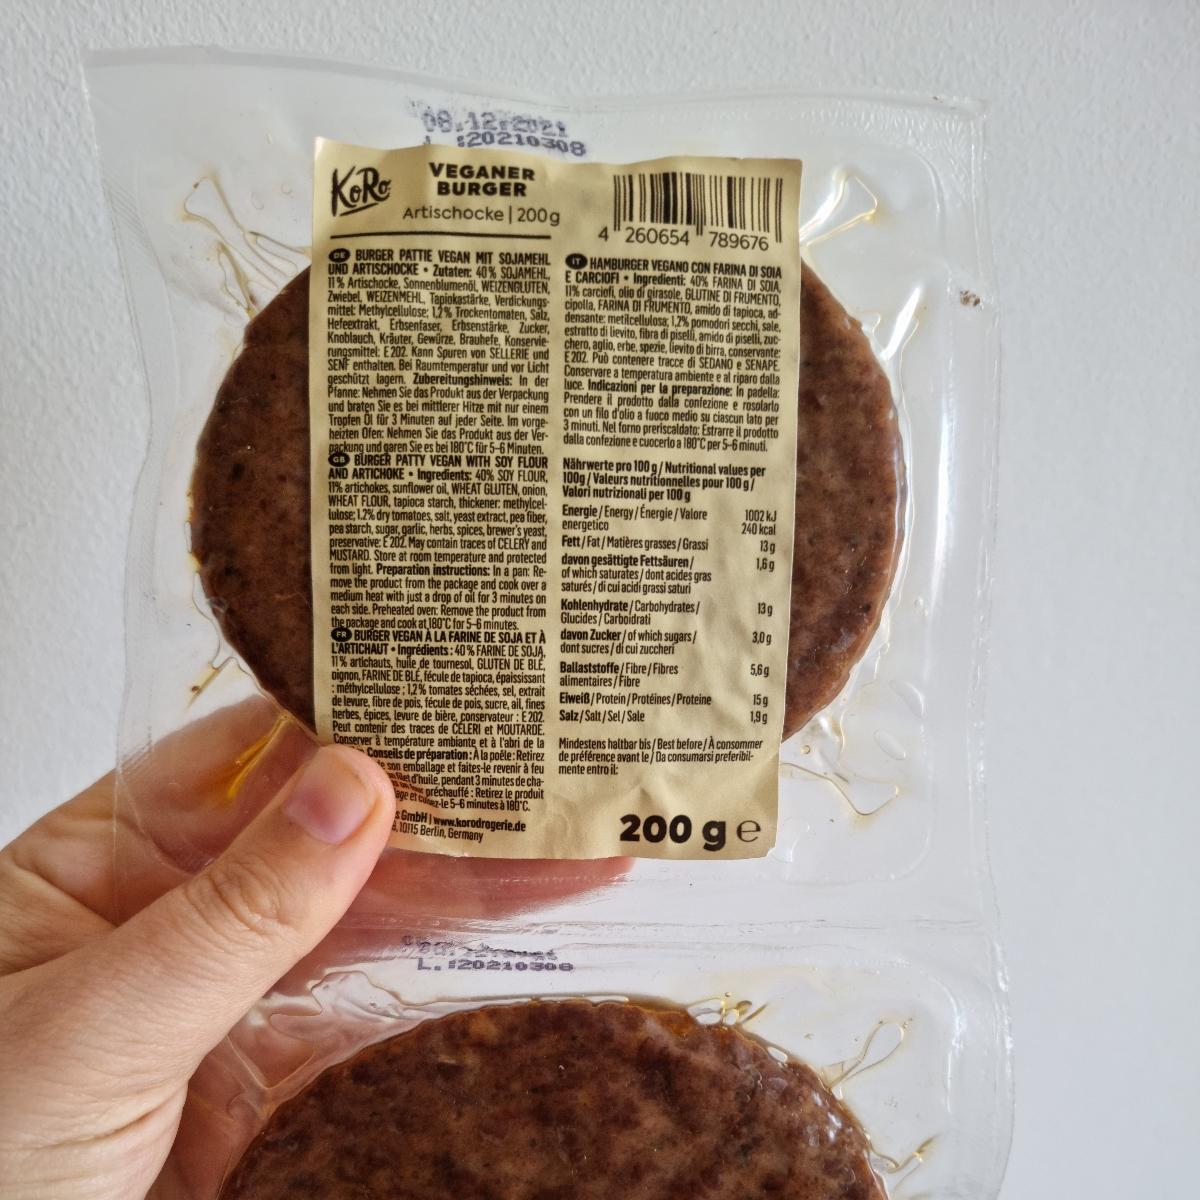 08.12.2021
L :20210308
KoRo
VEGANER
BURGER
Artischocke | 200g
4 260654 789676
DE BURGER PATTIE VEGAN MIT SOJAMEHL
UND ARTISCHOCKE • Zutaten: 40% SOJAMEHL,
11% Artischocke, Sonnenblumenöl, WEIZENGLUTEN,
Zwiebel, WEIZENMEHL, Tapiokastärke, Verdickungs-
mittel: Methylcellulose; 1,2% Trockentomaten, Salz,
Hefeextrakt, Erbsenfaser, Erbsenstärke, Zucker,
Knoblauch, Kräuter, Gewürze, Brauhefe, Konservie-
rungsmittel: E 202. Kann Spuren von SELLERIE und
SENF enthalten. Bei Raumtemperatur und vor Licht
geschützt lagern. Zubereitungshinweis: In der
Pfanne: Nehmen Sie das Produkt aus der Verpackung
und braten Sie es bei mittlerer Hitze mit nur einem
Tropfen Öl für 3 Minuten auf jeder Seite. Im vorge-
heizten Ofen: Nehmen Sie das Produkt aus der Ver-
packung und garen Sie es bei 180°C für 5-6 Minuten.
GB BURGER PATTY VEGAN WITH SOY FLOUR
AND ARTICHOKE • Ingredients: 40% SOY FLOUR,
11% artichokes, sunflower oil, WHEAT GLUTEN, onion,
WHEAT FLOUR, tapioca starch, thickener: methylcel-
lulose; 1,2% dry tomatoes, salt, yeast extract, pea fiber,
pea starch, sugar, garlic, herbs, spices, brewer's yeast,
preservative: E 202. May contain traces of CELERY and
MUSTARD. Store at room temperature and protected
from light. Preparation instructions: In a pan: Re-
move the product from the package and cook over a
medium heat with just a drop of oil for 3 minutes on
each side. Preheated oven: Remove the product from
the package and cook at 180°C for 5-6 minutes.
FR BURGER VEGAN À LA FARINE DE SOJA ET À
L'ARTICHAUT • Ingrédients : 40% FARINE DE SOJA,
11% artichauts, huile de tournesol, GLUTEN DE BLÉ,
oignon, FARINE DE BLÉ, fécule de tapioca, épaississant
: méthylcellulose ; 1,2% tomates séchées, sel, extrait
de levure, fibre de pois, fécule de pois, sucre, ail, fines
herbes, épices, levure de bière, conservateur : E 202.
Peut contenir des traces de CÉLERI et MOUTARDE.
Conserver à température ambiante et à l'abri de la
Conseils de préparation : À la poêle : Retirez
son emballage et faites-le revenir à feu
filet d'huile, pendant 3 minutes de cha-
préchauffé : Retirez le produit
-le 5-6 minutes à 180°C.
GmbH | www.korodrogerie.de
10115 Berlin, Germany
IT HAMBURGER VEGANO CON FARINA DI SOIA
E CARCIOFI • Ingredienti: 40% FARINA DI SOIA,
11% carciofi, olio di girasole, GLUTINE DI FRUMENTO,
cipolla, FARINA DI FRUMENTO, amido di tapioca, ad-
densante: metilcellulosa; 1,2% pomodori secchi, sale,
estratto di lievito, fibra di piselli, amido di piselli, zuc-
chero, aglio, erbe, spezie, lievito di birra, conservante:
E 202. Può contenere tracce di SEDANO e SENAPE.
Conservare a temperatura ambiente e al riparo dalla
luce. Indicazioni per la preparazione: In padella:
Prendere il prodotto dalla confezione e rosolarlo
con un filo d'olio a fuoco medio su ciascun lato per
3 minuti. Nel forno preriscaldato: Estrarre il prodotto
dalla confezione e cuocerlo a 180°C per 5-6 minuti.
Nährwerte pro 100 g / Nutritional values per
100g / Valeurs nutritionnelles pour 100 g /
Valori nutrizionali per 100 g
Energie / Energy / Énergie / Valore 1002 kJ
energetico 240 kcal
Fett / Fat / Matières grasses / Grassi 13 g
davon gesättigte Fettsäuren / 1,6 g
of which saturates / dont acides gras
saturés / di cui acidi grassi saturi
Kohlenhydrate / Carbohydrates / 13 g
Glucides / Carboidrati
davon Zucker / of which sugars / 3,0 g
dont sucres / di cui zuccheri
Ballaststoffe / Fibre / Fibres 5,6 g
alimentaires / Fibre
Eiweiß / Protein / Protéines / Proteine 15 g
Salz / Salt / Sel / Sale 1,9 g
Mindestens haltbar bis / Best before / À consommer
de préférence avant le / Da consumarsi preferibil-
mente entro il:
200 g e
L. :20210308